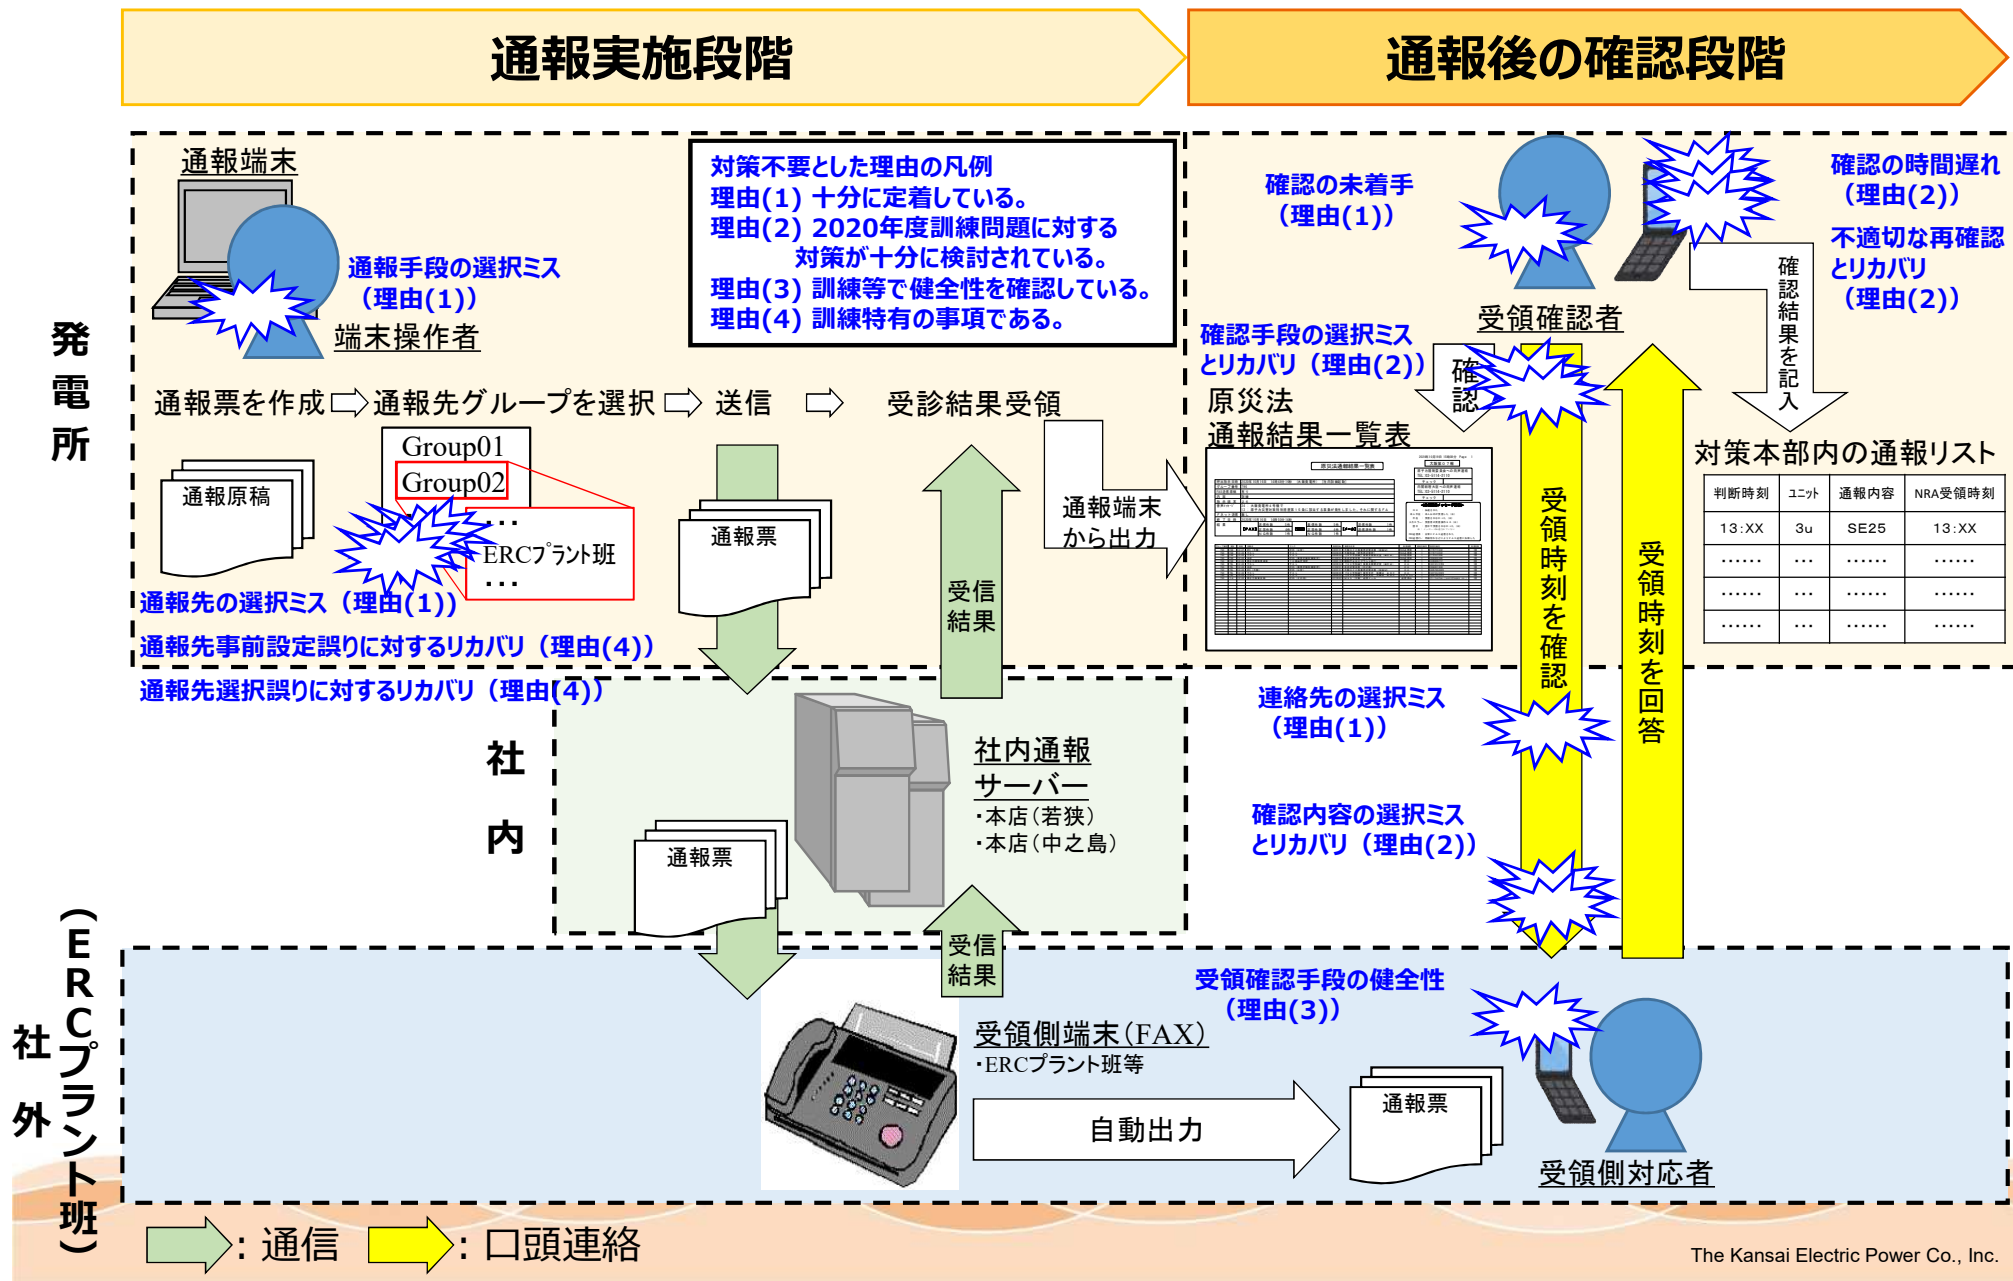 通報実施段階
通報後の確認段階
発電所
通報端末
通報手段の選択ミス
（理由(1)）
端末操作者
対策不要とした理由の凡例
理由(1) 十分に定着している。
理由(2) 2020年度訓練問題に対する
対策が十分に検討されている。
理由(3) 訓練等で健全性を確認している。
理由(4) 訓練特有の事項である。
通報票を作成
通報先グループを選択
送信
受診結果受領
通報原稿
Group01
Group02
・・・
ERCプラント班
・・・
通報票
受信
結果
通報端末
から出力
通報先の選択ミス（理由(1)）
通報先事前設定誤りに対するリカバリ（理由(4)）
通報先選択誤りに対するリカバリ（理由(4)）
確認の未着手
（理由(1)）
受領確認者
確認の時間遅れ
（理由(2)）
不適切な再確認
とリカバリ
（理由(2)）
確認結果を記入
確認手段の選択ミス
とリカバリ（理由(2)）
確認
原災法
通報結果一覧表
原災法通報結果一覧表
対策本部内の通報リスト
判断時刻 ユニット 通報内容 NRA受領時刻
13:XX 3u SE25 13:XX
…… … …… ……
…… … …… ……
…… … …… ……
受領時刻を確認
受領時刻を回答
社内
社内通報
サーバー
・本店(若狭)
・本店(中之島)
通報票
受信
結果
連絡先の選択ミス
（理由(1)）
確認内容の選択ミス
とリカバリ（理由(2)）
社外
(ERCプラント班)
受領側端末(FAX)
・ERCプラント班等
自動出力
受領確認手段の健全性
（理由(3)）
通報票
受領側対応者
：通信
：口頭連絡
The Kansai Electric Power Co., Inc.